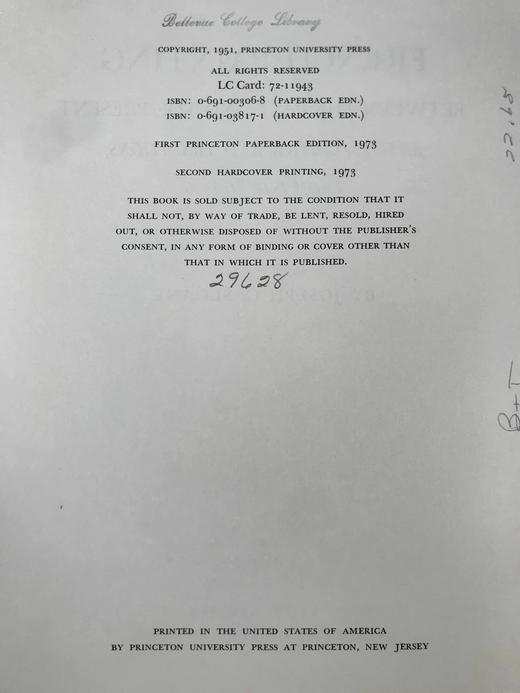 Bellevue College Library
COPYRIGHT, 1951, PRINCETON UNIVERSITY PRESS
ALL RIGHTS RESERVED
LC Card: 72-11943
ISBN: 0-691-00306-8 (PAPERBACK EDN.)
ISBN: 0-691-03817-1 (HARDCOVER EDN.)
FIRST PRINCETON PAPERBACK EDITION, 1973
SECOND HARDCOVER PRINTING, 1973
THIS BOOK IS SOLD SUBJECT TO THE CONDITION THAT IT
SHALL NOT, BY WAY OF TRADE, BE LENT, RESOLD, HIRED
OUT, OR OTHERWISE DISPOSED OF WITHOUT THE PUBLISHER'S
CONSENT, IN ANY FORM OF BINDING OR COVER OTHER THAN
THAT IN WHICH IT IS PUBLISHED.
29628
B+T
PRINTED IN THE UNITED STATES OF AMERICA
BY PRINCETON UNIVERSITY PRESS AT PRINCETON, NEW JERSEY